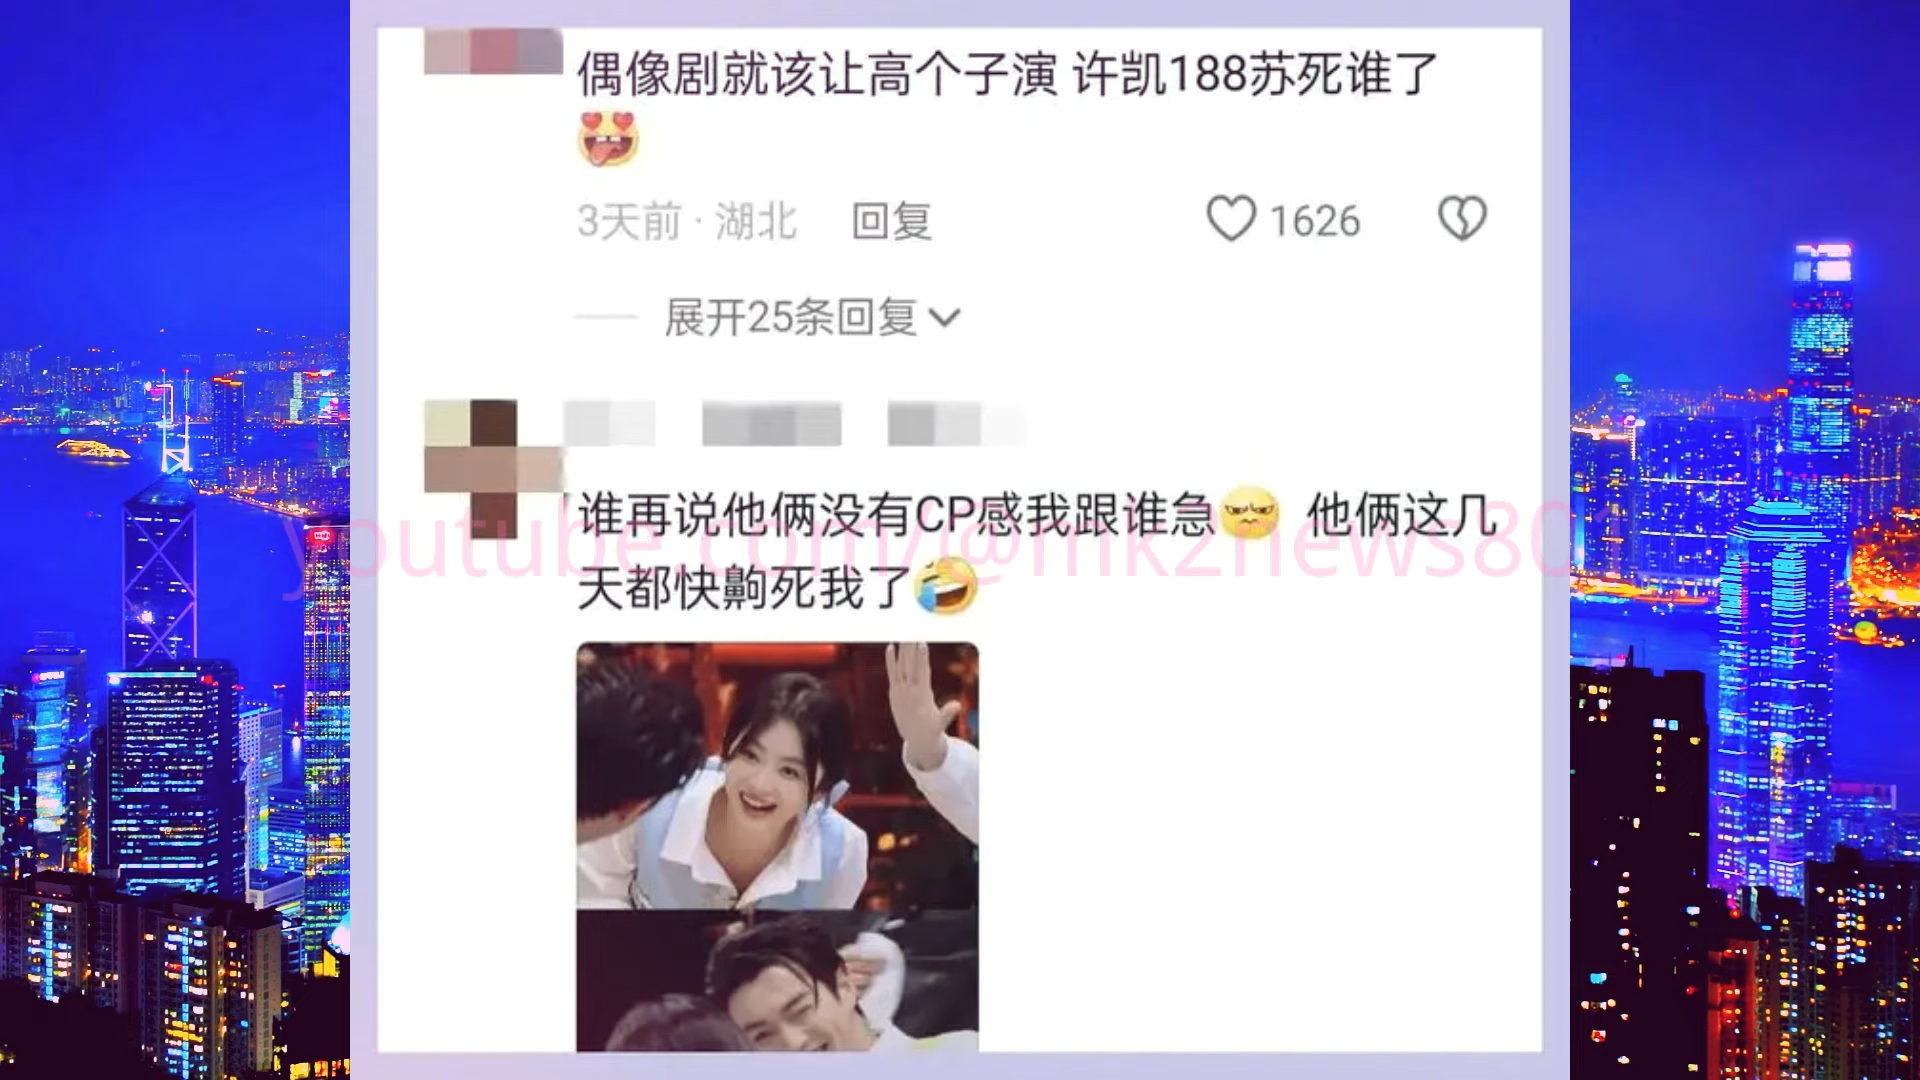 偶像剧就该让高个子演 许凯188苏死谁了
3天前 · 湖北 回复 1626
展开25条回复
谁再说他俩没有CP感我跟谁急 他俩这几
天都快齁死我了
youtube.com/@mk2news801